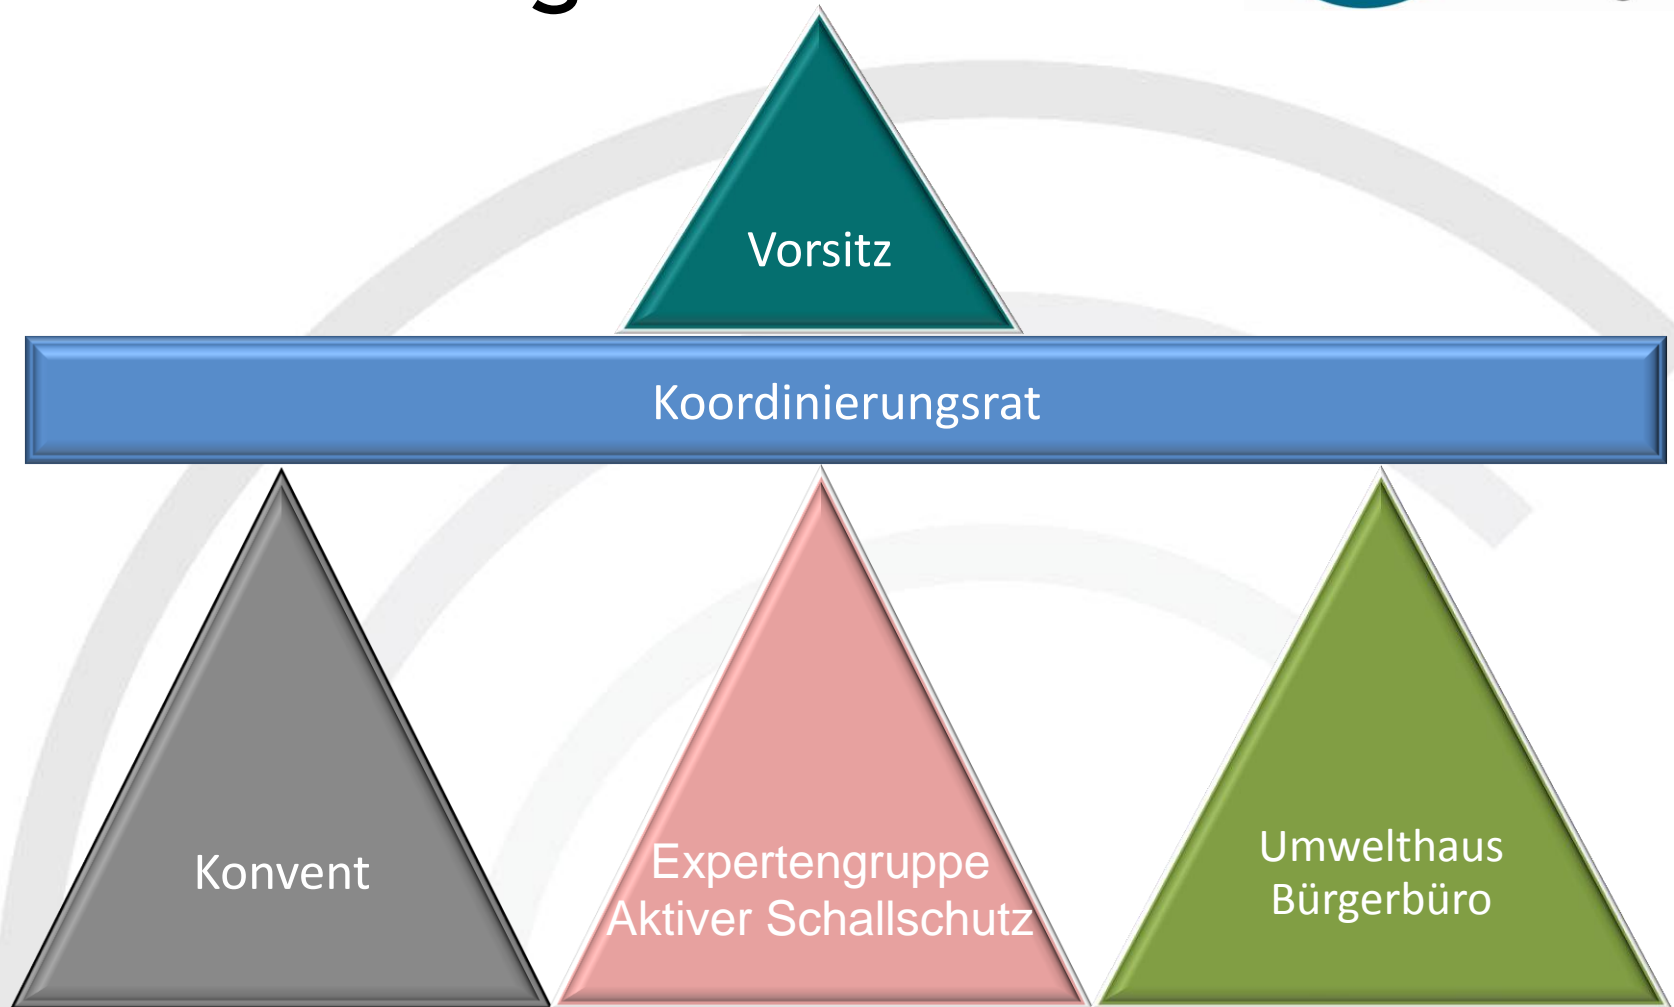 Vorsitz
Koordinierungsrat
Konvent
Expertengruppe
Aktiver Schallschutz
Umwelthaus
Bürgerbüro